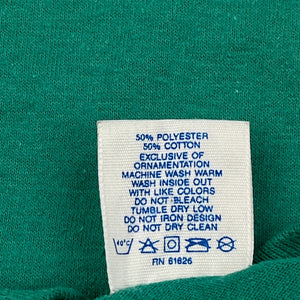 50% POLYESTER
50% COTTON
EXCLUSIVE OF
ORNAMENTATION
MACHINE WASH WARM
WASH INSIDE OUT
WITH LIKE COLORS
DO NOT BLEACH
TUMBLE DRY LOW
DO NOT IRON DESIGN
DO NOT DRY CLEAN
40°C
RN 61626